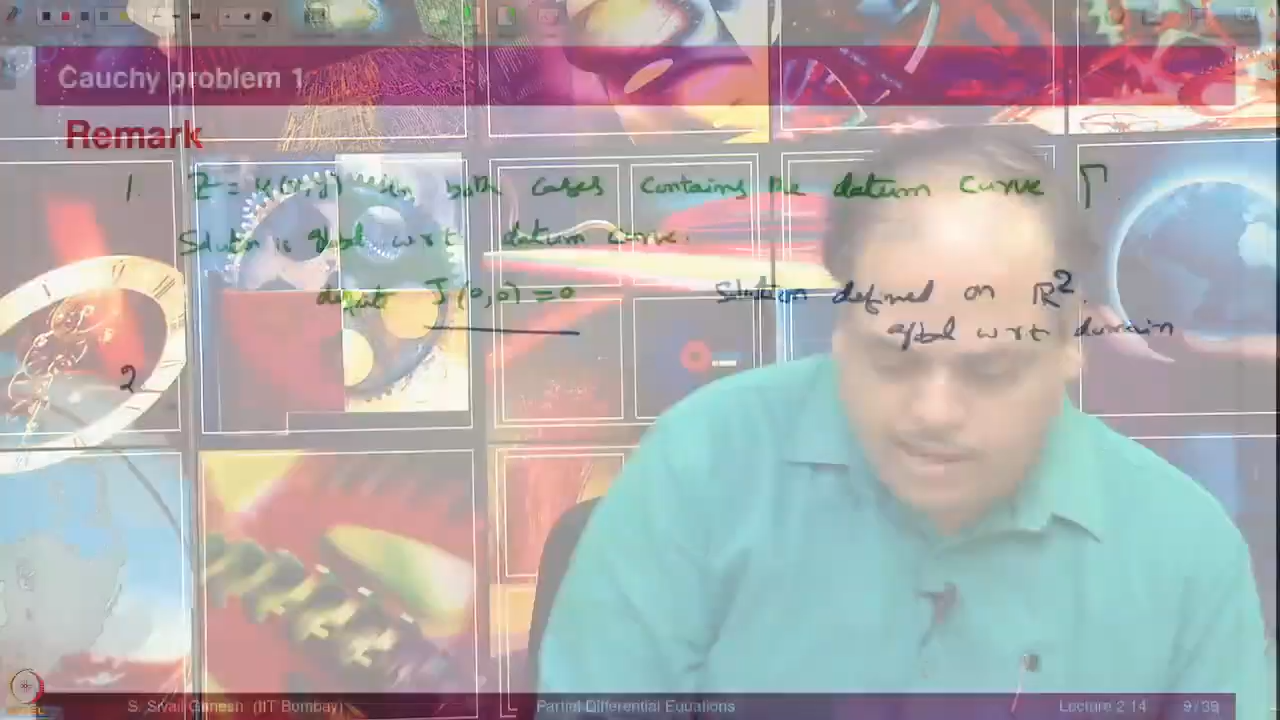 Cauchy problem 1
Remark
1. Z = u(x,y) in both cases contains the datum curve Γ
Solution is global w r t datum curve.
despite J(0,0) = 0 Solution defined on ℝ².
global w r t domain
2
S. Sivaji Ganesh (IIT Bombay) Partial Differential Equations Lecture 2.14 9 / 39